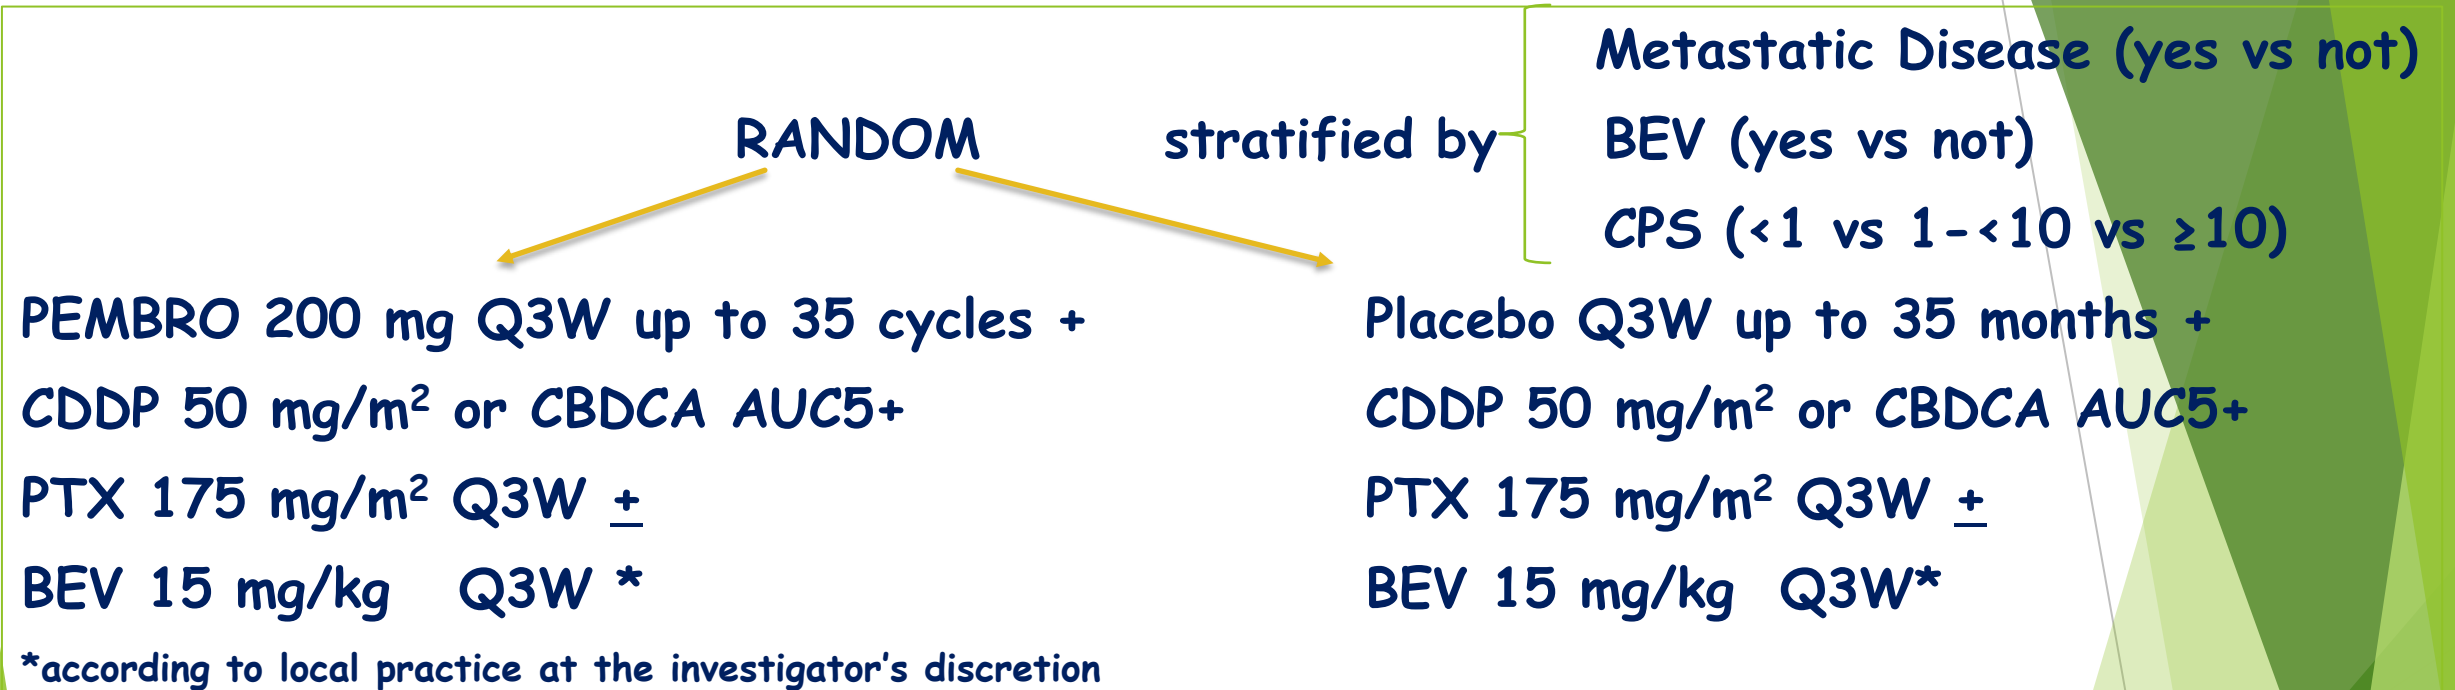 Metastatic Disease (yes vs not)
RANDOM stratified by BEV (yes vs not)
CPS (<1 vs 1-<10 vs ≥10)
PEMBRO 200 mg Q3W up to 35 cycles + Placebo Q3W up to 35 months +
CDDP 50 mg/m² or CBDCA AUC5+ CDDP 50 mg/m² or CBDCA AUC5+
PTX 175 mg/m² Q3W ± PTX 175 mg/m² Q3W ±
BEV 15 mg/kg Q3W * BEV 15 mg/kg Q3W*
*according to local practice at the investigator's discretion